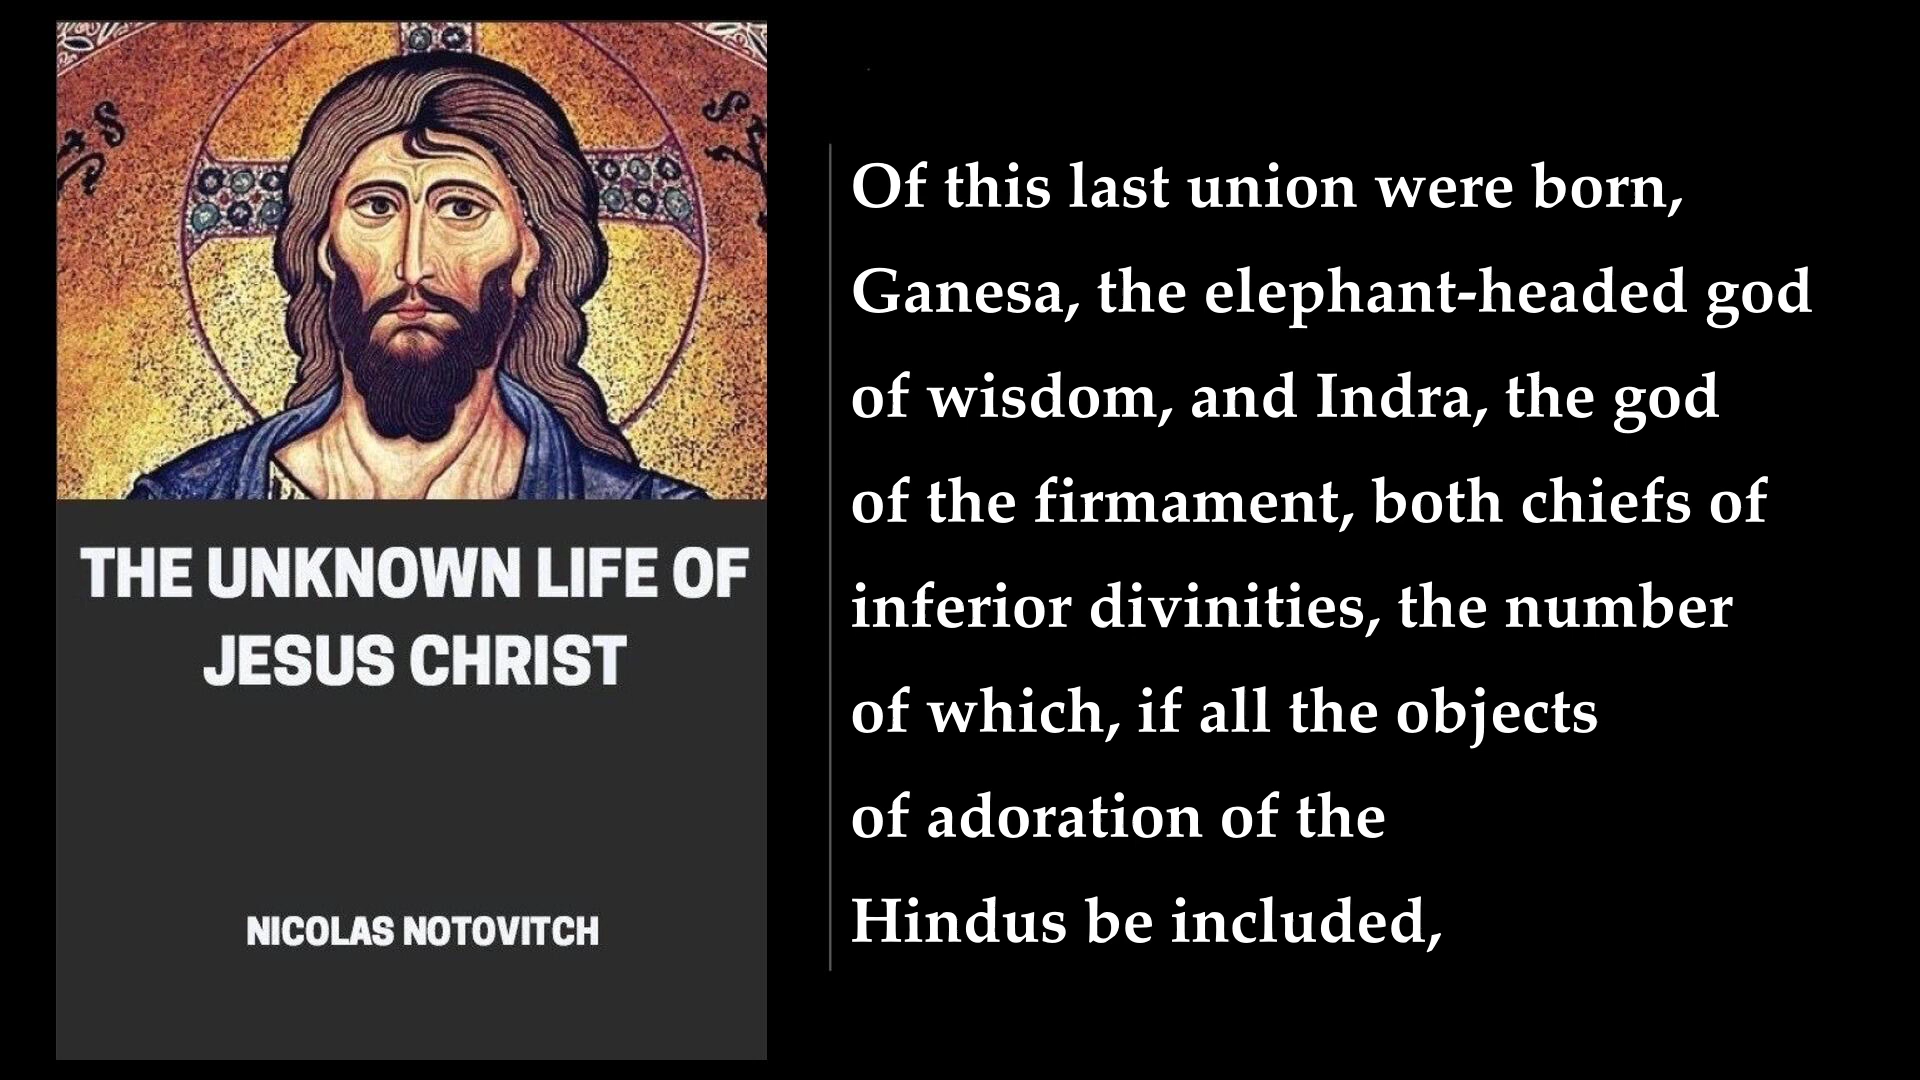 THE UNKNOWN LIFE OF
JESUS CHRIST
NICOLAS NOTOVITCH
Of this last union were born,
Ganesa, the elephant-headed god
of wisdom, and Indra, the god
of the firmament, both chiefs of
inferior divinities, the number
of which, if all the objects
of adoration of the
Hindus be included,